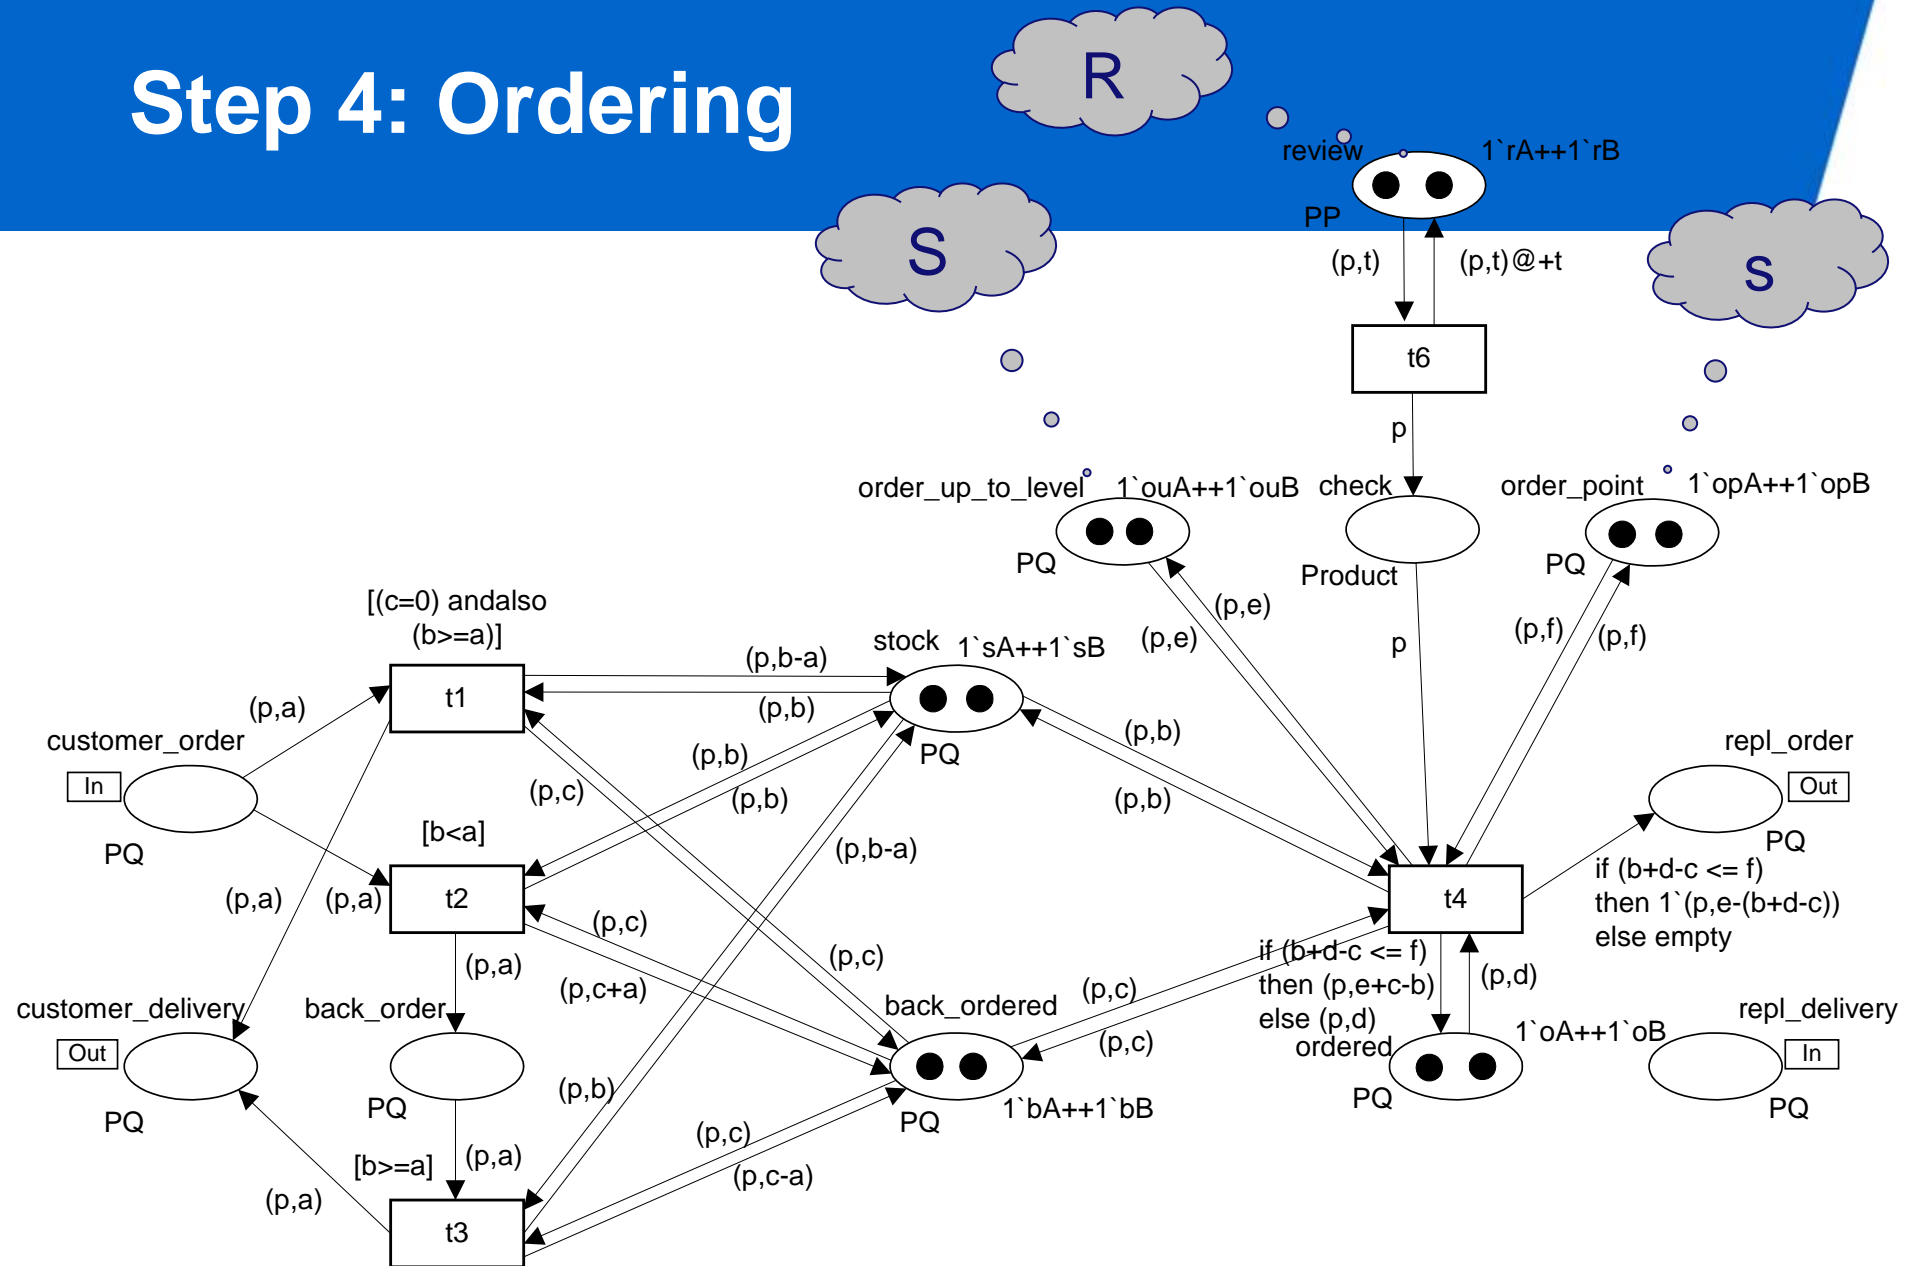 Step 4: Ordering
R
review
1`rA++1`rB
PP
S
s
(p,t)
(p,t)@+t
t6
p
order_up_to_level
1`ouA++1`ouB
check
order_point
1`opA++1`opB
PQ
Product
PQ
[(c=0) andalso
(b>=a)]
(p,e)
(p,e)
p
(p,f)
(p,f)
stock
1`sA++1`sB
(p,b-a)
t1
(p,a)
(p,b)
customer_order
In
PQ
(p,b)
PQ
(p,b)
(p,b)
(p,b)
(p,c)
repl_order
Out
PQ
[b<a]
(p,b-a)
t2
(p,a)
(p,a)
t4
if (b+d-c <= f)
then 1`(p,e-(b+d-c))
else empty
(p,c)
(p,c)
(p,a)
(p,c+a)
if (b+d-c <= f)
then (p,e+c-b)
else (p,d)
(p,d)
(p,c)
(p,c)
customer_delivery
Out
PQ
back_order
PQ
back_ordered
PQ
1`bA++1`bB
ordered
1`oA++1`oB
PQ
repl_delivery
In
PQ
(p,b)
(p,c)
(p,c-a)
[b>=a]
(p,a)
(p,a)
t3